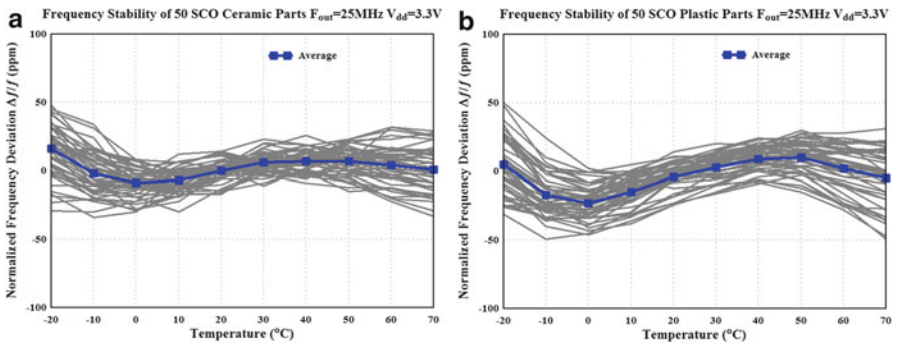 a
Frequency Stability of 50 SCO Ceramic Parts Fout=25MHz Vdd=3.3V
Normalized Frequency Deviation Δf/f (ppm)
100
50
0
-50
-100
Average
-20 -10 0 10 20 30 40 50 60 70
Temperature (°C)
b
Frequency Stability of 50 SCO Plastic Parts Fout=25MHz Vdd=3.3V
Normalized Frequency Deviation Δf/f (ppm)
100
50
0
-50
-100
Average
-20 -10 0 10 20 30 40 50 60 70
Temperature (°C)